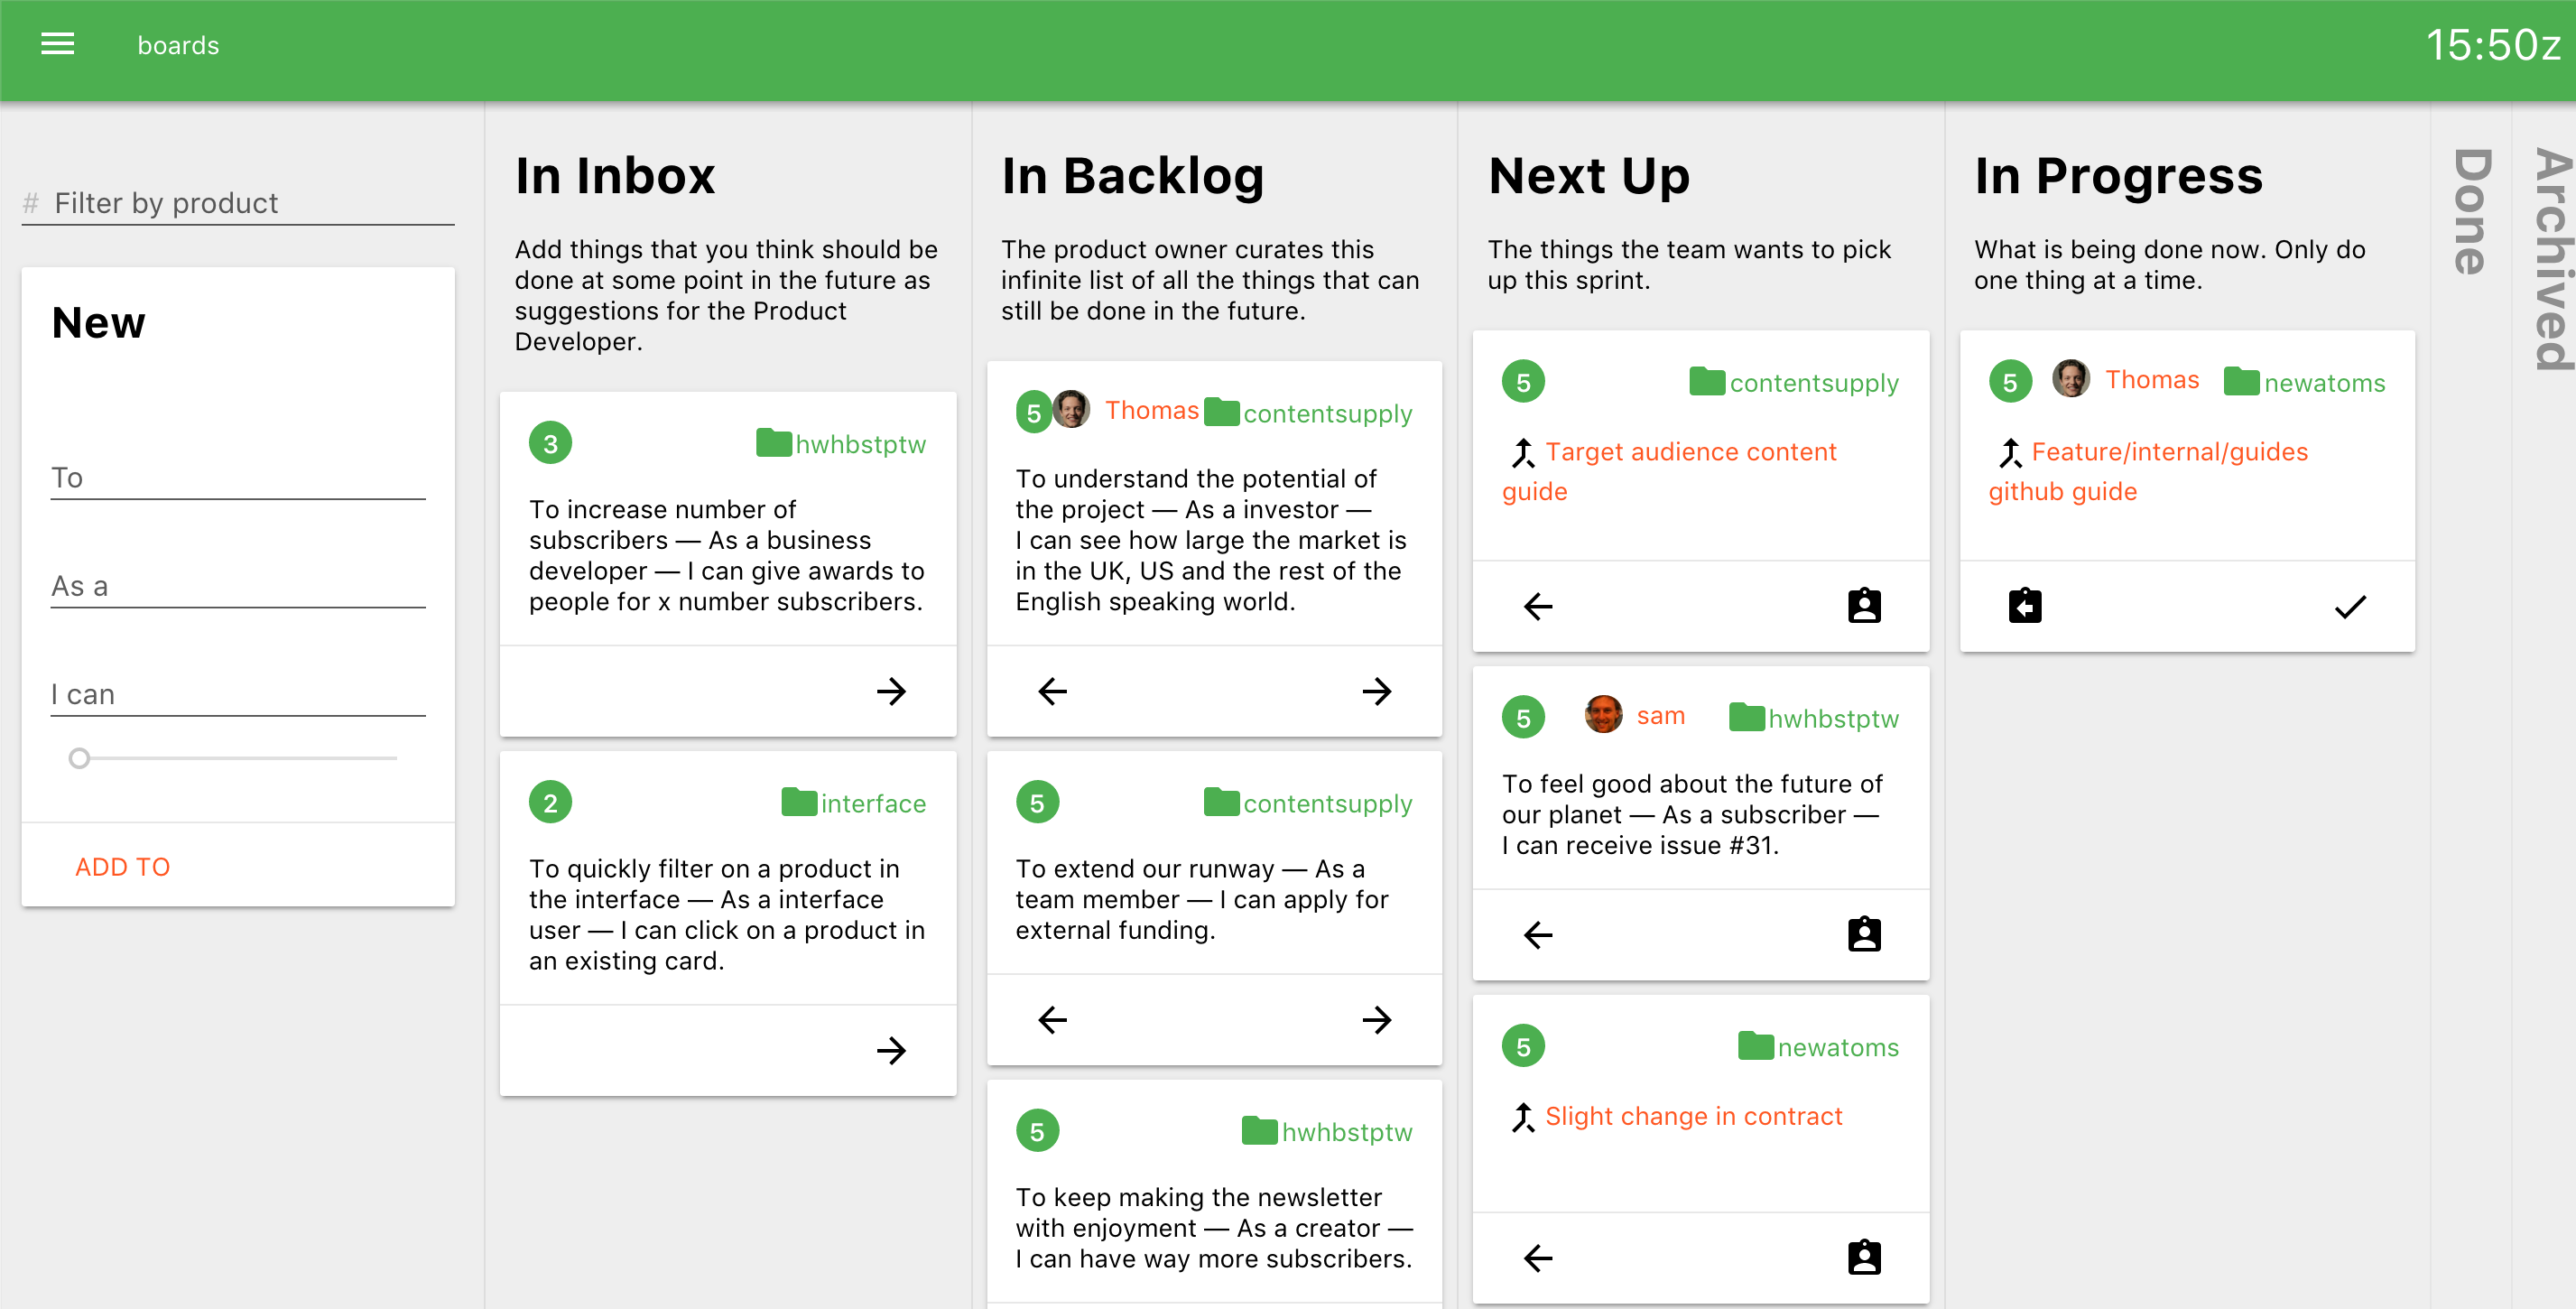 boards
15:50z
# Filter by product
New
To
As a
I can
ADD TO
In Inbox
Add things that you think should be
done at some point in the future as
suggestions for the Product
Developer.
3
hwhbstptw
To increase number of
subscribers — As a business
developer — I can give awards to
people for x number subscribers.
2
interface
To quickly filter on a product in
the interface — As a interface
user — I can click on a product in
an existing card.
In Backlog
The product owner curates this
infinite list of all the things that can
still be done in the future.
5 Thomas contentsupply
To understand the potential of
the project — As a investor —
I can see how large the market is
in the UK, US and the rest of the
English speaking world.
5
contentsupply
To extend our runway — As a
team member — I can apply for
external funding.
5
hwhbstptw
To keep making the newsletter
with enjoyment — As a creator —
I can have way more subscribers.
Next Up
The things the team wants to pick
up this sprint.
5
contentsupply
Target audience content
guide
5 sam hwhbstptw
To feel good about the future of
our planet — As a subscriber —
I can receive issue #31.
5
newatoms
Slight change in contract
In Progress
What is being done now. Only do
one thing at a time.
5 Thomas newatoms
Feature/internal/guides
github guide
Done
Archived